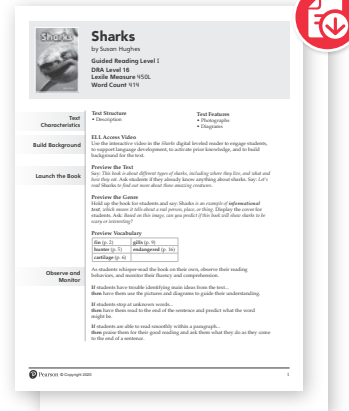 Sharks
Sharks
by Susan Hughes
Guided Reading Level I
DRA Level 16
Lexile Measure 450L
Word Count 414
Text
Characteristics
Text Structure
• Description
Text Features
• Photographs
• Diagrams
Build Background
ELL Access Video
Use the interactive video in the Sharks digital leveled reader to engage students,
to support language development, to activate prior knowledge, and to build
background for the text.
Launch the Book
Preview the Text
Say: This book is about different types of sharks, including where they live, and what and
how they eat. Ask students if they already know anything about sharks. Say: Let's
read Sharks to find out more about these amazing creatures.
Preview the Genre
Hold up the book for students and say Sharks is an example of informational
text, which means it tells about a real person, place, or thing. Display the cover for
students. Ask: Based on this image, can you predict if this book will show sharks to be
scary or interesting?
Preview Vocabulary
fin (p. 2) gills (p. 9)
hunter (p. 5) endangered (p. 16)
cartilage (p. 6)
Observe and
Monitor
As students whisper-read the book on their own, observe their reading
behaviors, and monitor their fluency and comprehension.
If students have trouble identifying main ideas from the text...
then have them use the pictures and diagrams to guide their understanding.
If students stop at unknown words...
then have them read to the end of the sentence and predict what the word
might be.
If students are able to read smoothly within a paragraph...
then praise them for their good reading and ask them what they do as they come
to the end of a sentence.
Pearson © Copyright 2020
1